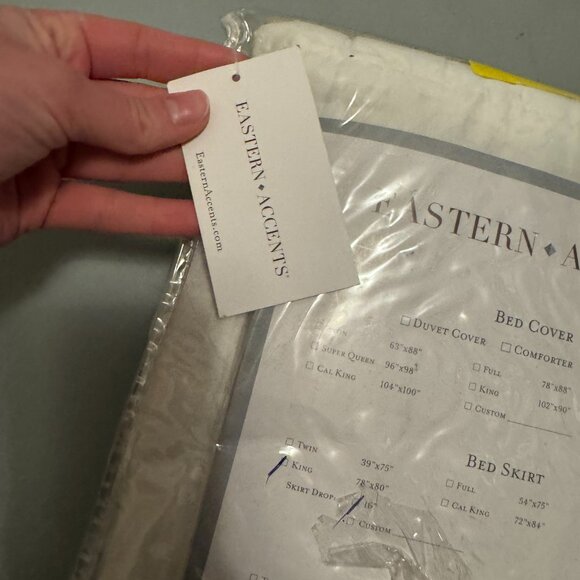 EASTERN ACCENTS
EasternAccents.com
EASTERN A
BED COVER
☐ DUVET COVER ☐ COMFORTER
63"x88"
☐ SUPER QUEEN 96"x98"
☐ CAL KING 104"x100"
☐ FULL 78"x88"
☐ KING 102"x90"
☐ CUSTOM
BED SKIRT
☐ TWIN 39"x75"
☐ KING 78"x80"
SKIRT DROP: 16"
☐ CUSTOM
☐ FULL 54"x75"
☐ CAL KING 72"x84"